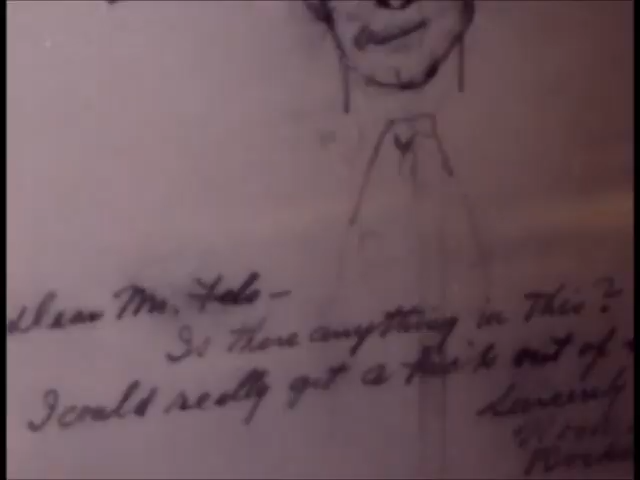 Dear Mr.
Is there anything in this?
I could really get a kick out of
Sincerely